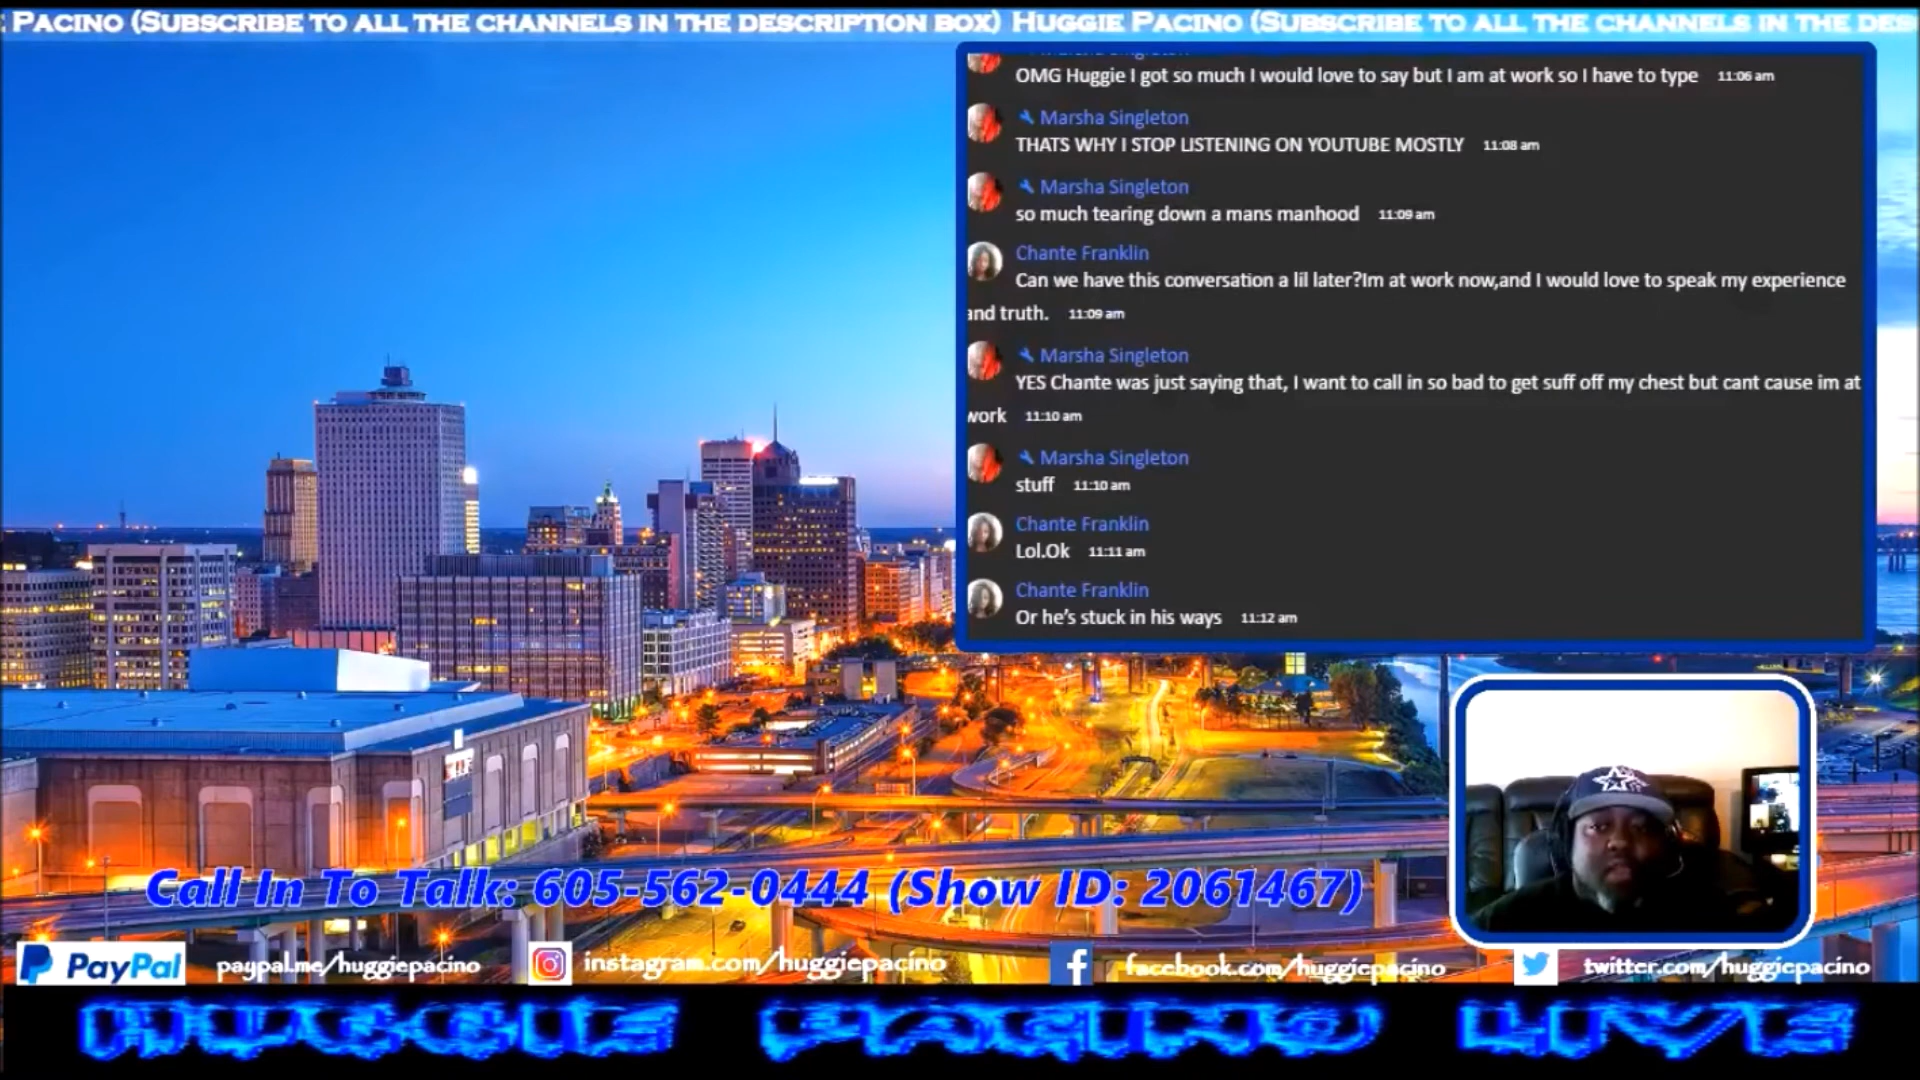 : PACINO (SUBSCRIBE TO ALL THE CHANNELS IN THE DESCRIPTION BOX) HUGGIE PACINO (SUBSCRIBE TO ALL THE CHANNELS IN THE DES
OMG Huggie I got so much I would love to say but I am at work so I have to type 11:06 am
Marsha Singleton
THATS WHY I STOP LISTENING ON YOUTUBE MOSTLY 11:08 am
Marsha Singleton
so much tearing down a mans manhood 11:09 am
Chante Franklin
Can we have this conversation a lil later?Im at work now,and I would love to speak my experience
and truth. 11:09 am
Marsha Singleton
YES Chante was just saying that, I want to call in so bad to get suff off my chest but cant cause im at
work 11:10 am
Marsha Singleton
stuff 11:10 am
Chante Franklin
Lol.Ok 11:11 am
Chante Franklin
Or he's stuck in his ways 11:12 am
Call In To Talk: 605-562-0444 (Show ID: 2061467)
PayPal paypal.me/huggiepacino instagram.com/huggiepacino facebook.com/huggiepacino twitter.com/huggiepacino
HUGGIE PACINO LIVE